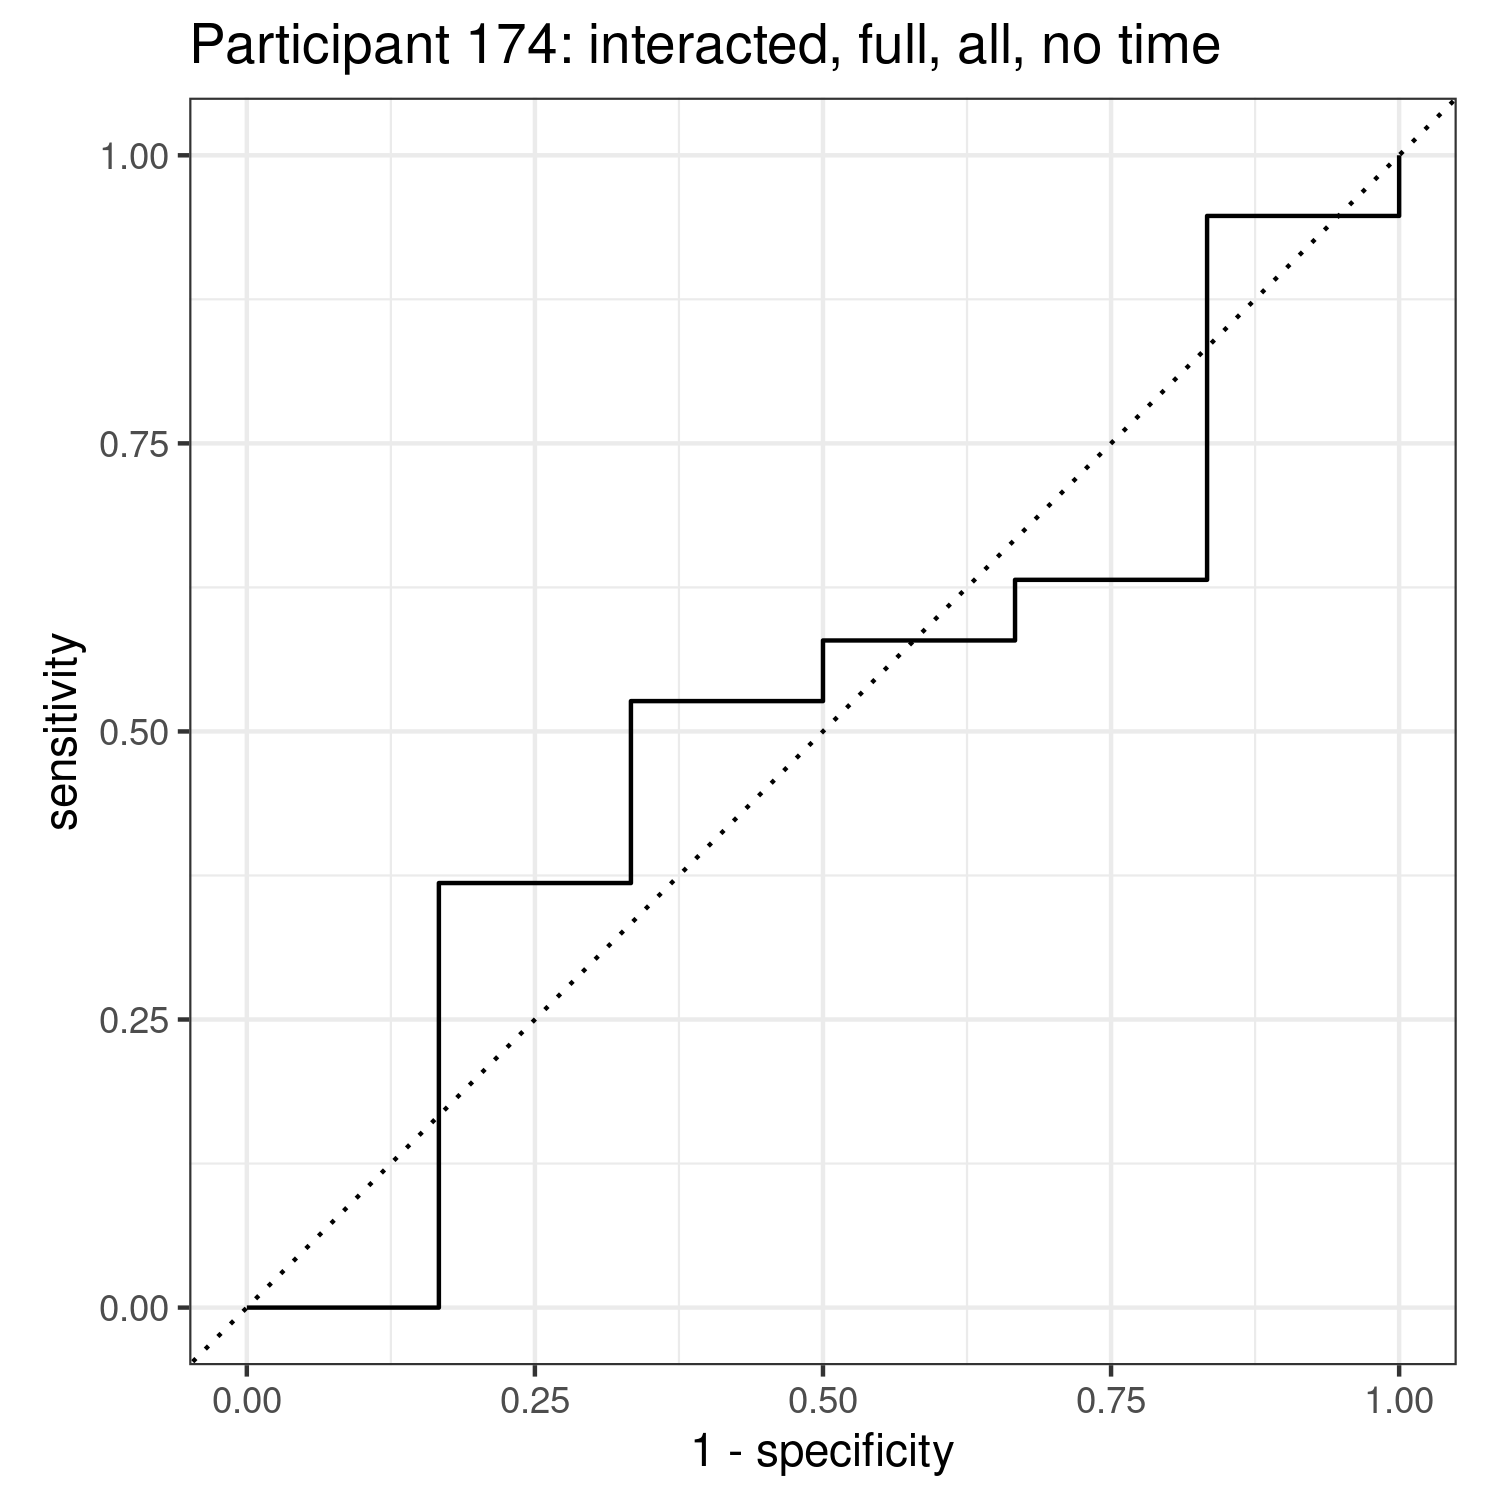 Participant 174: interacted, full, all, no time
1.00
0.75
0.50
0.25
0.00
sensitivity
0.00 0.25 0.50 0.75 1.00
1 - specificity